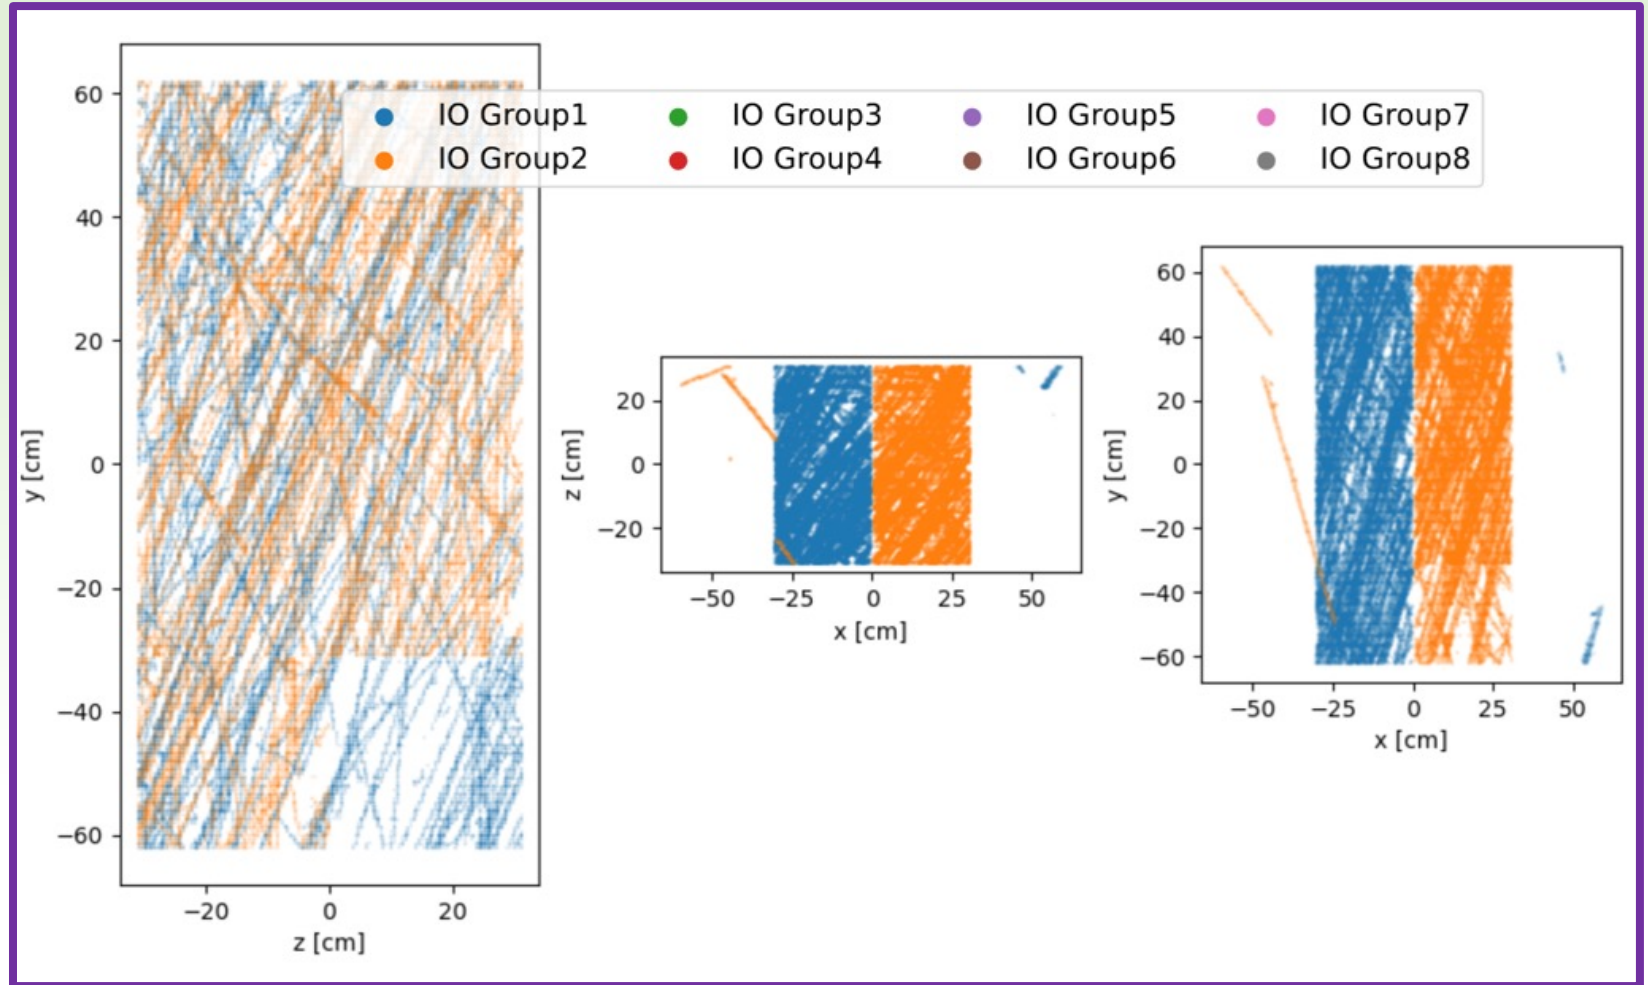 IO Group1 IO Group3 IO Group5 IO Group7
IO Group2 IO Group4 IO Group6 IO Group8
60
40
20
0
−20
−40
−60
y [cm]
−20 0 20
z [cm]
20
0
−20
z [cm]
−50 −25 0 25 50
x [cm]
60
40
20
0
−20
−40
−60
y [cm]
−50 −25 0 25 50
x [cm]